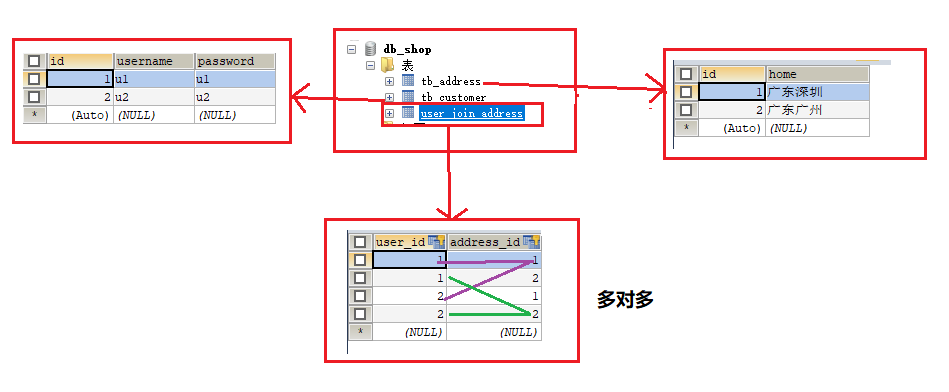 db_shop
表
tb_address
tb_customer
user_join_address
id username password
1 u1 u1
2 u2 u2
* (Auto) (NULL) (NULL)
id home
1 广东深圳
2 广东广州
* (Auto) (NULL)
user_id address_id
1 1
1 2
2 1
2 2
* (NULL) (NULL)
多对多